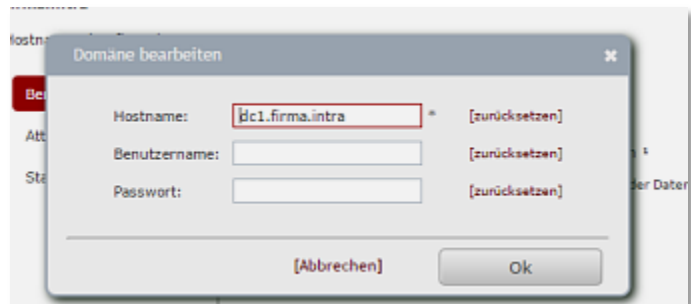 Domäne bearbeiten
Hostname: dc1.firma.intra * [zurücksetzen]
Benutzername: [zurücksetzen]
Passwort: [zurücksetzen]
[Abbrechen] Ok